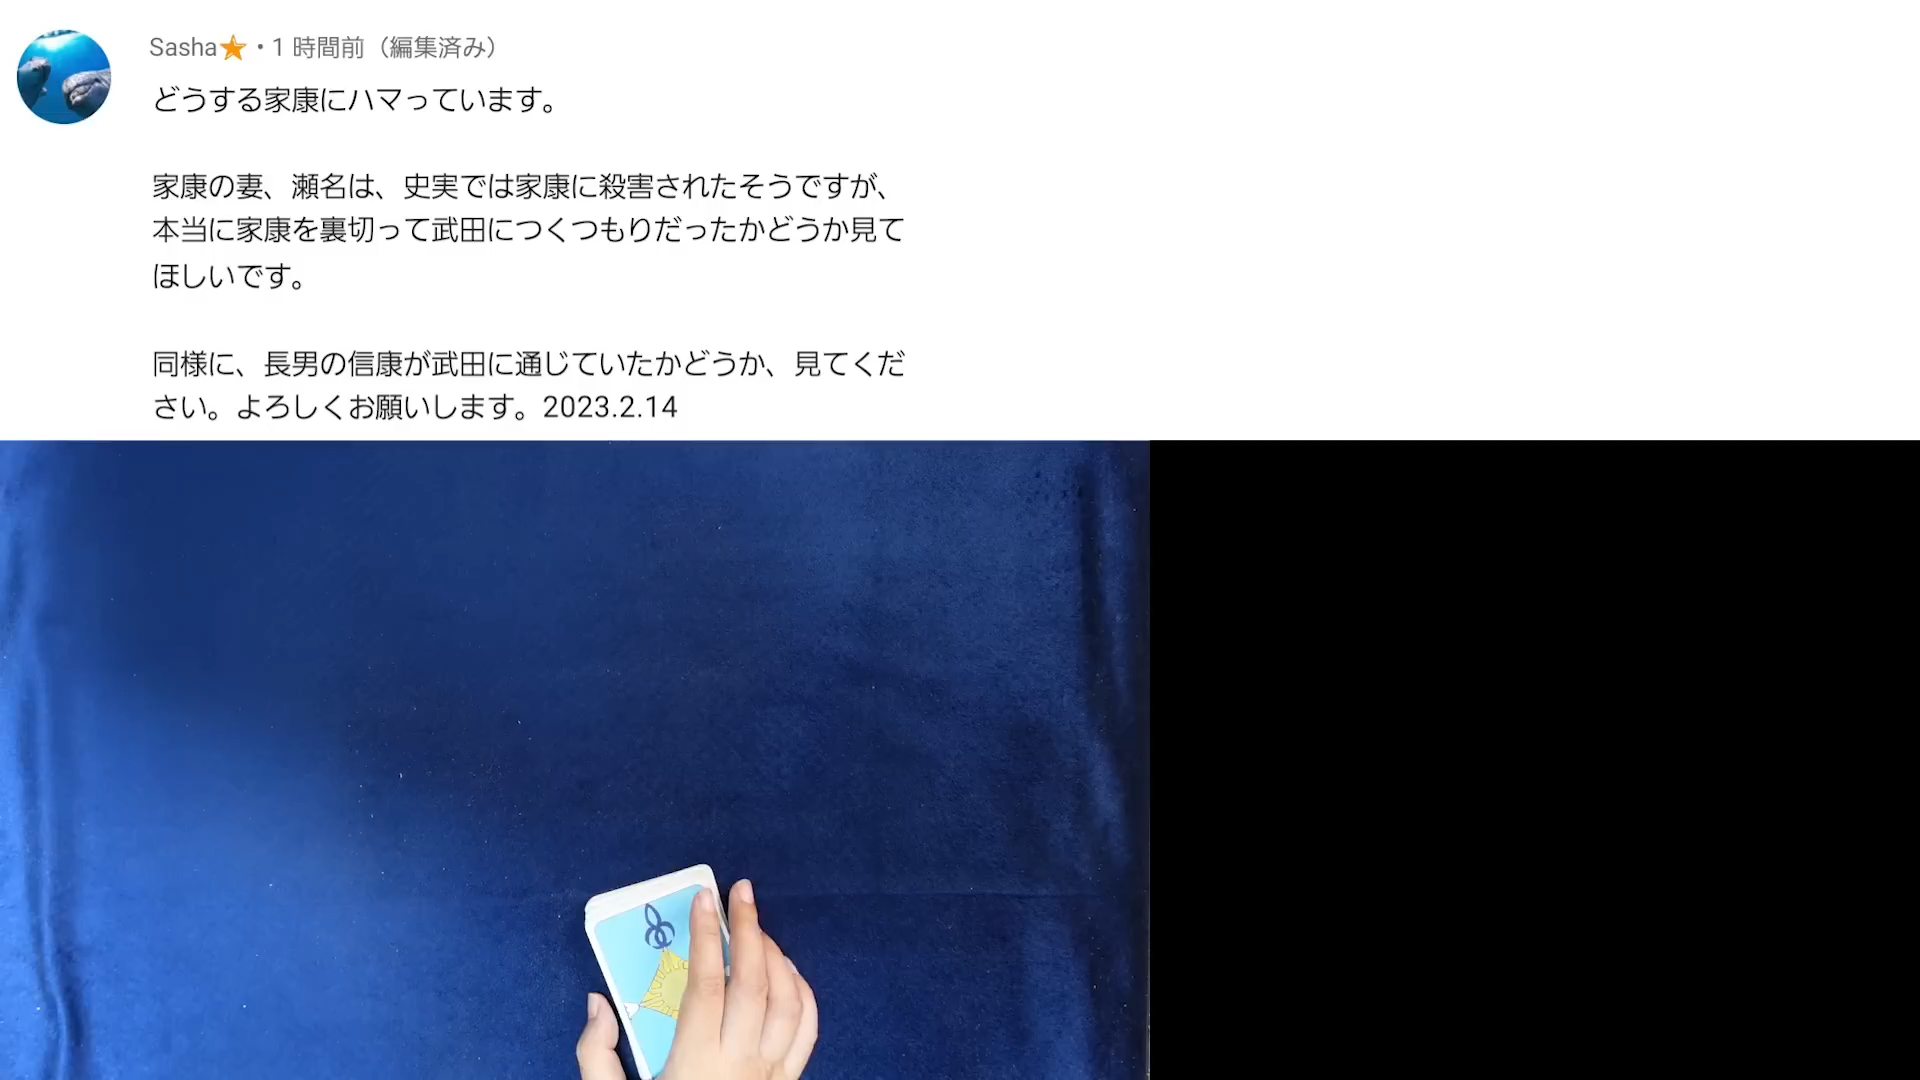 Sasha⭐・1 時間前（編集済み）
どうする家康にハマっています。
家康の妻、瀬名は、史実では家康に殺害されたそうですが、
本当に家康を裏切って武田につくつもりだったかどうか見て
ほしいです。
同様に、長男の信康が武田に通じていたかどうか、見てくだ
さい。よろしくお願いします。2023.2.14